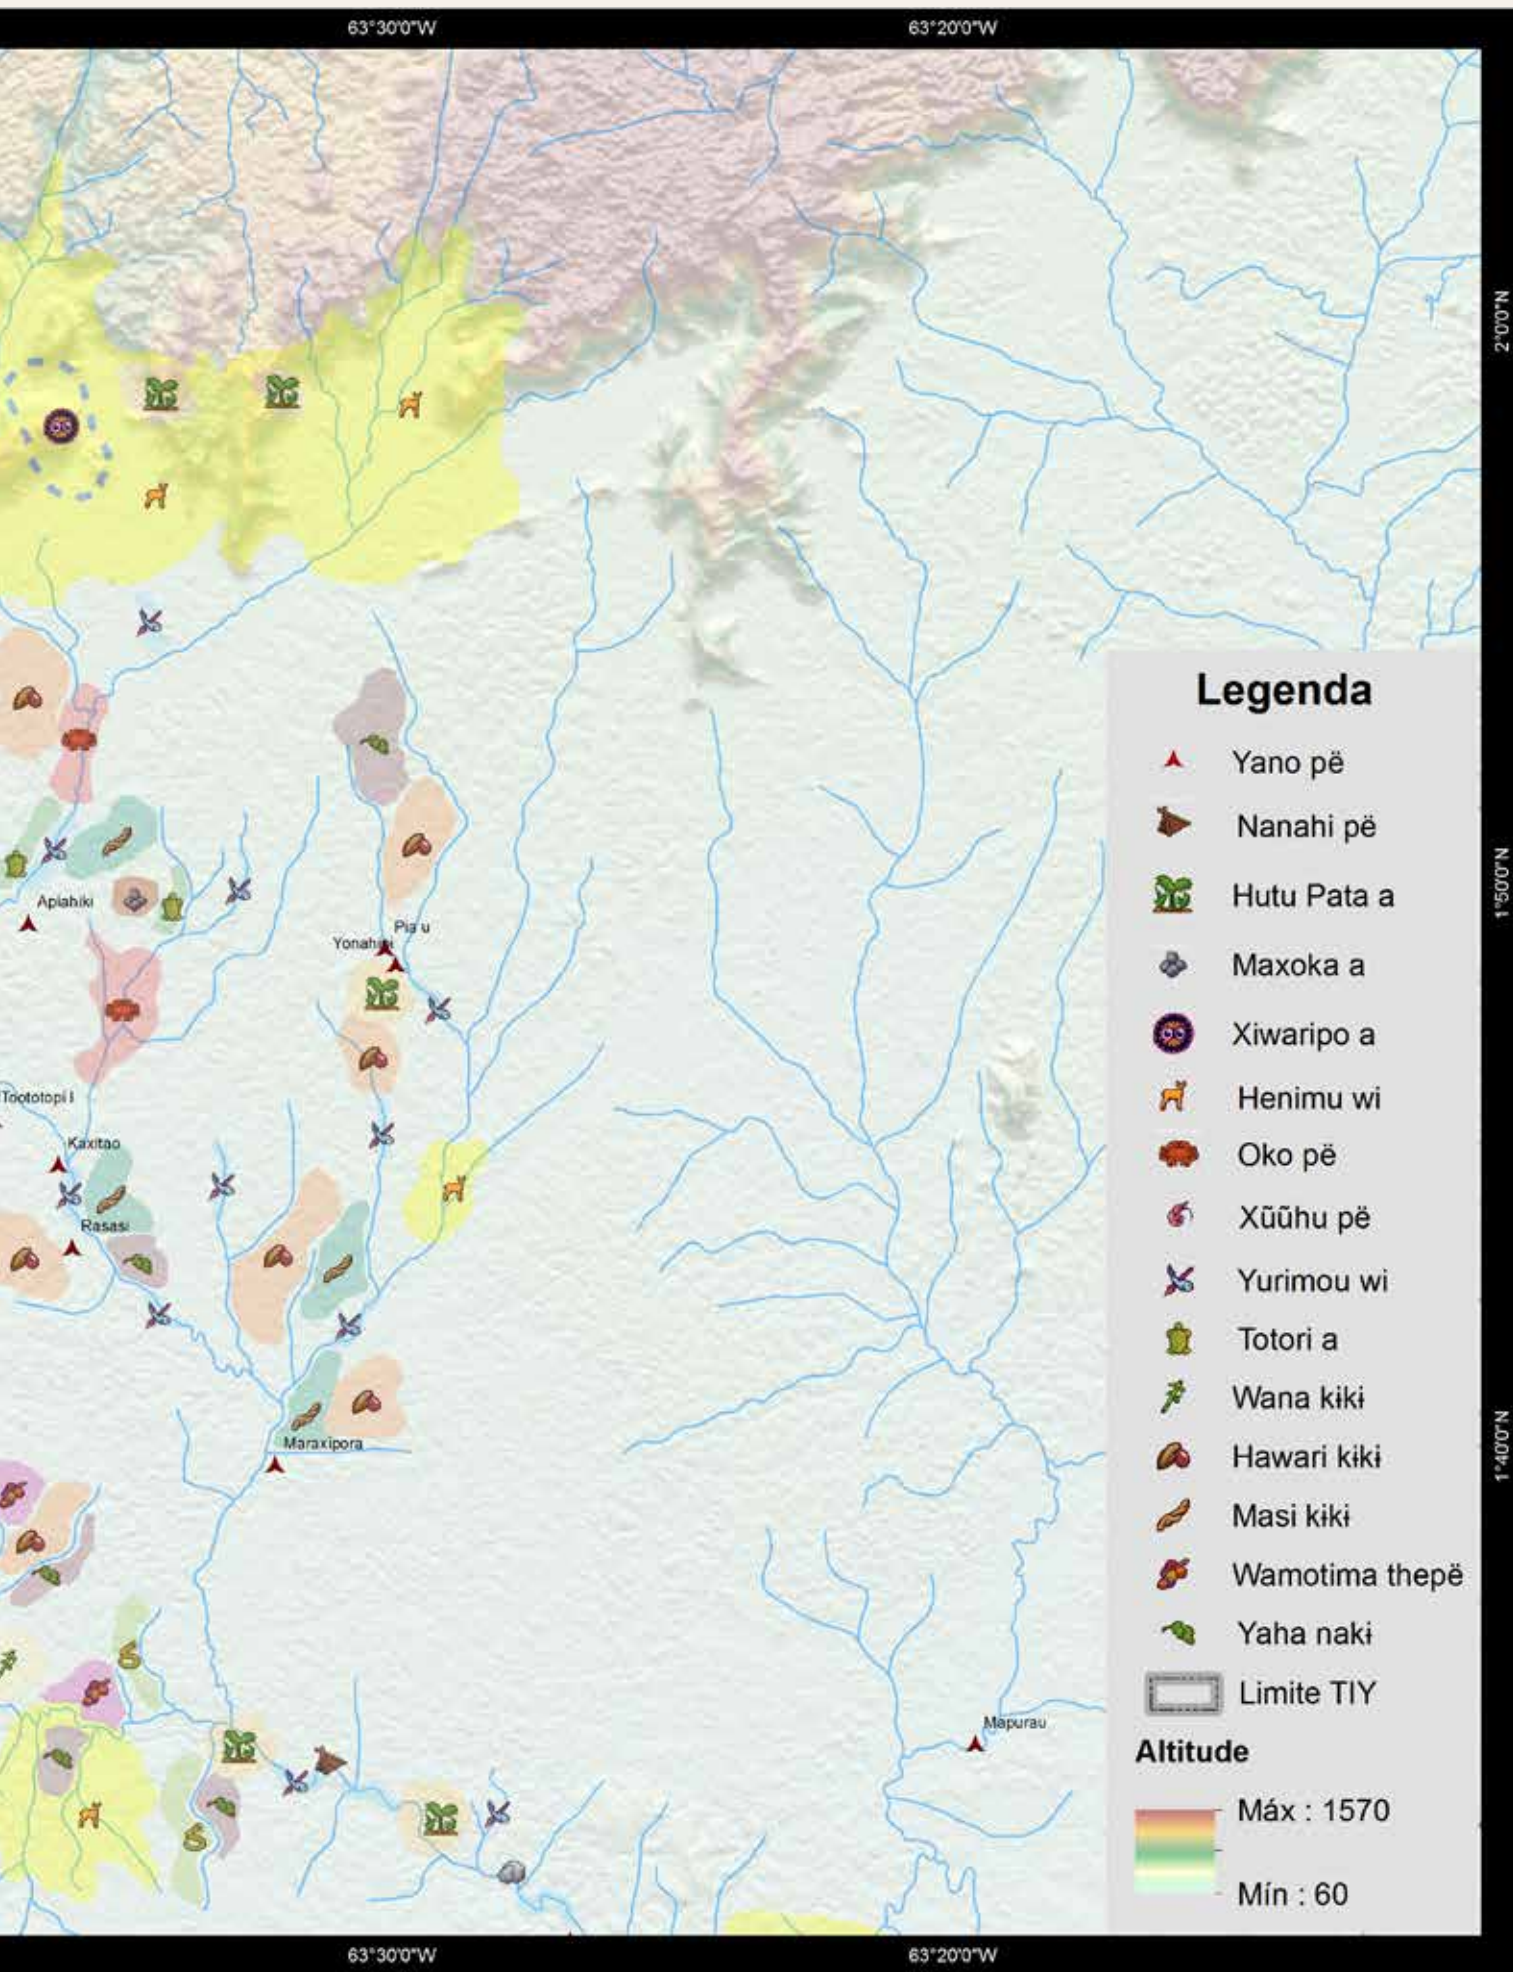 63°30'0"W
63°20'0"W
2°0'0"N
Legenda
Yano pë
Nanahi pë
Hutu Pata a
Maxoka a
Xiwaripo a
Henimu wi
Oko pë
Xũũhu pë
Yurimou wi
Totori a
Wana kɨkɨ
Hawari kɨkɨ
Masi kɨkɨ
Wamotima thepë
Yaha nakɨ
Limite TIY
Altitude
Máx : 1570
Mín : 60
1°50'0"N
1°40'0"N
Apiahiki
Pia u
Toototopi I
Kaxitao
Rasasi
Maraxipora
Mapurau
63°30'0"W
63°20'0"W